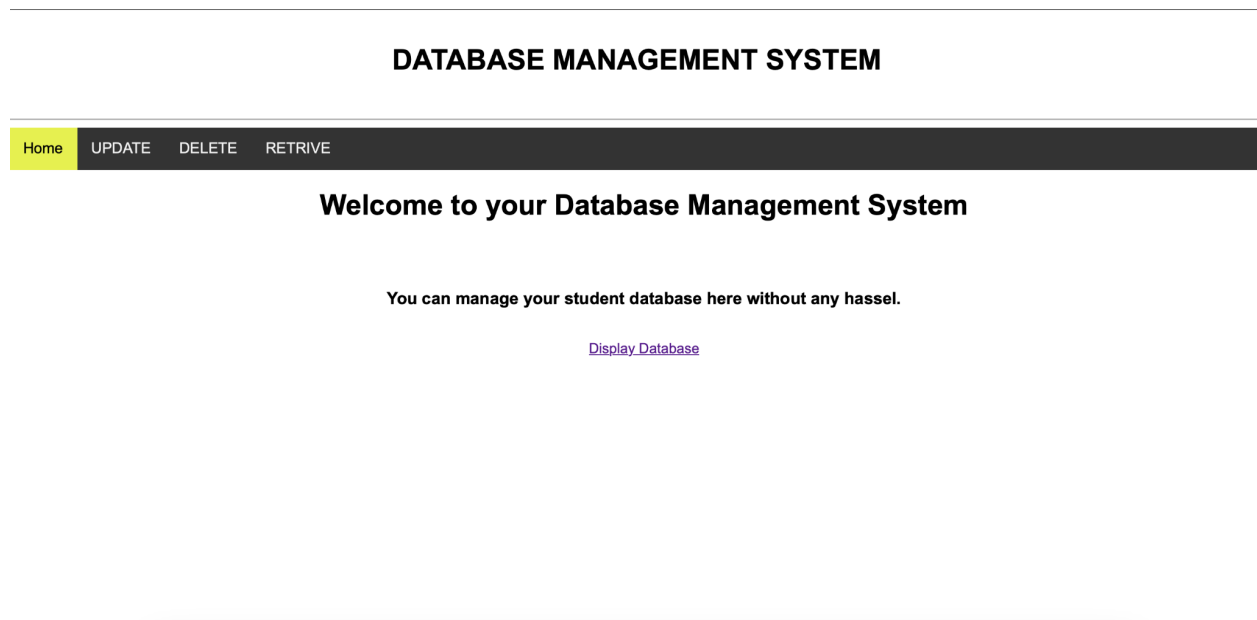 DATABASE MANAGEMENT SYSTEM
Home UPDATE DELETE RETRIVE
Welcome to your Database Management System
You can manage your student database here without any hassel.
Display Database